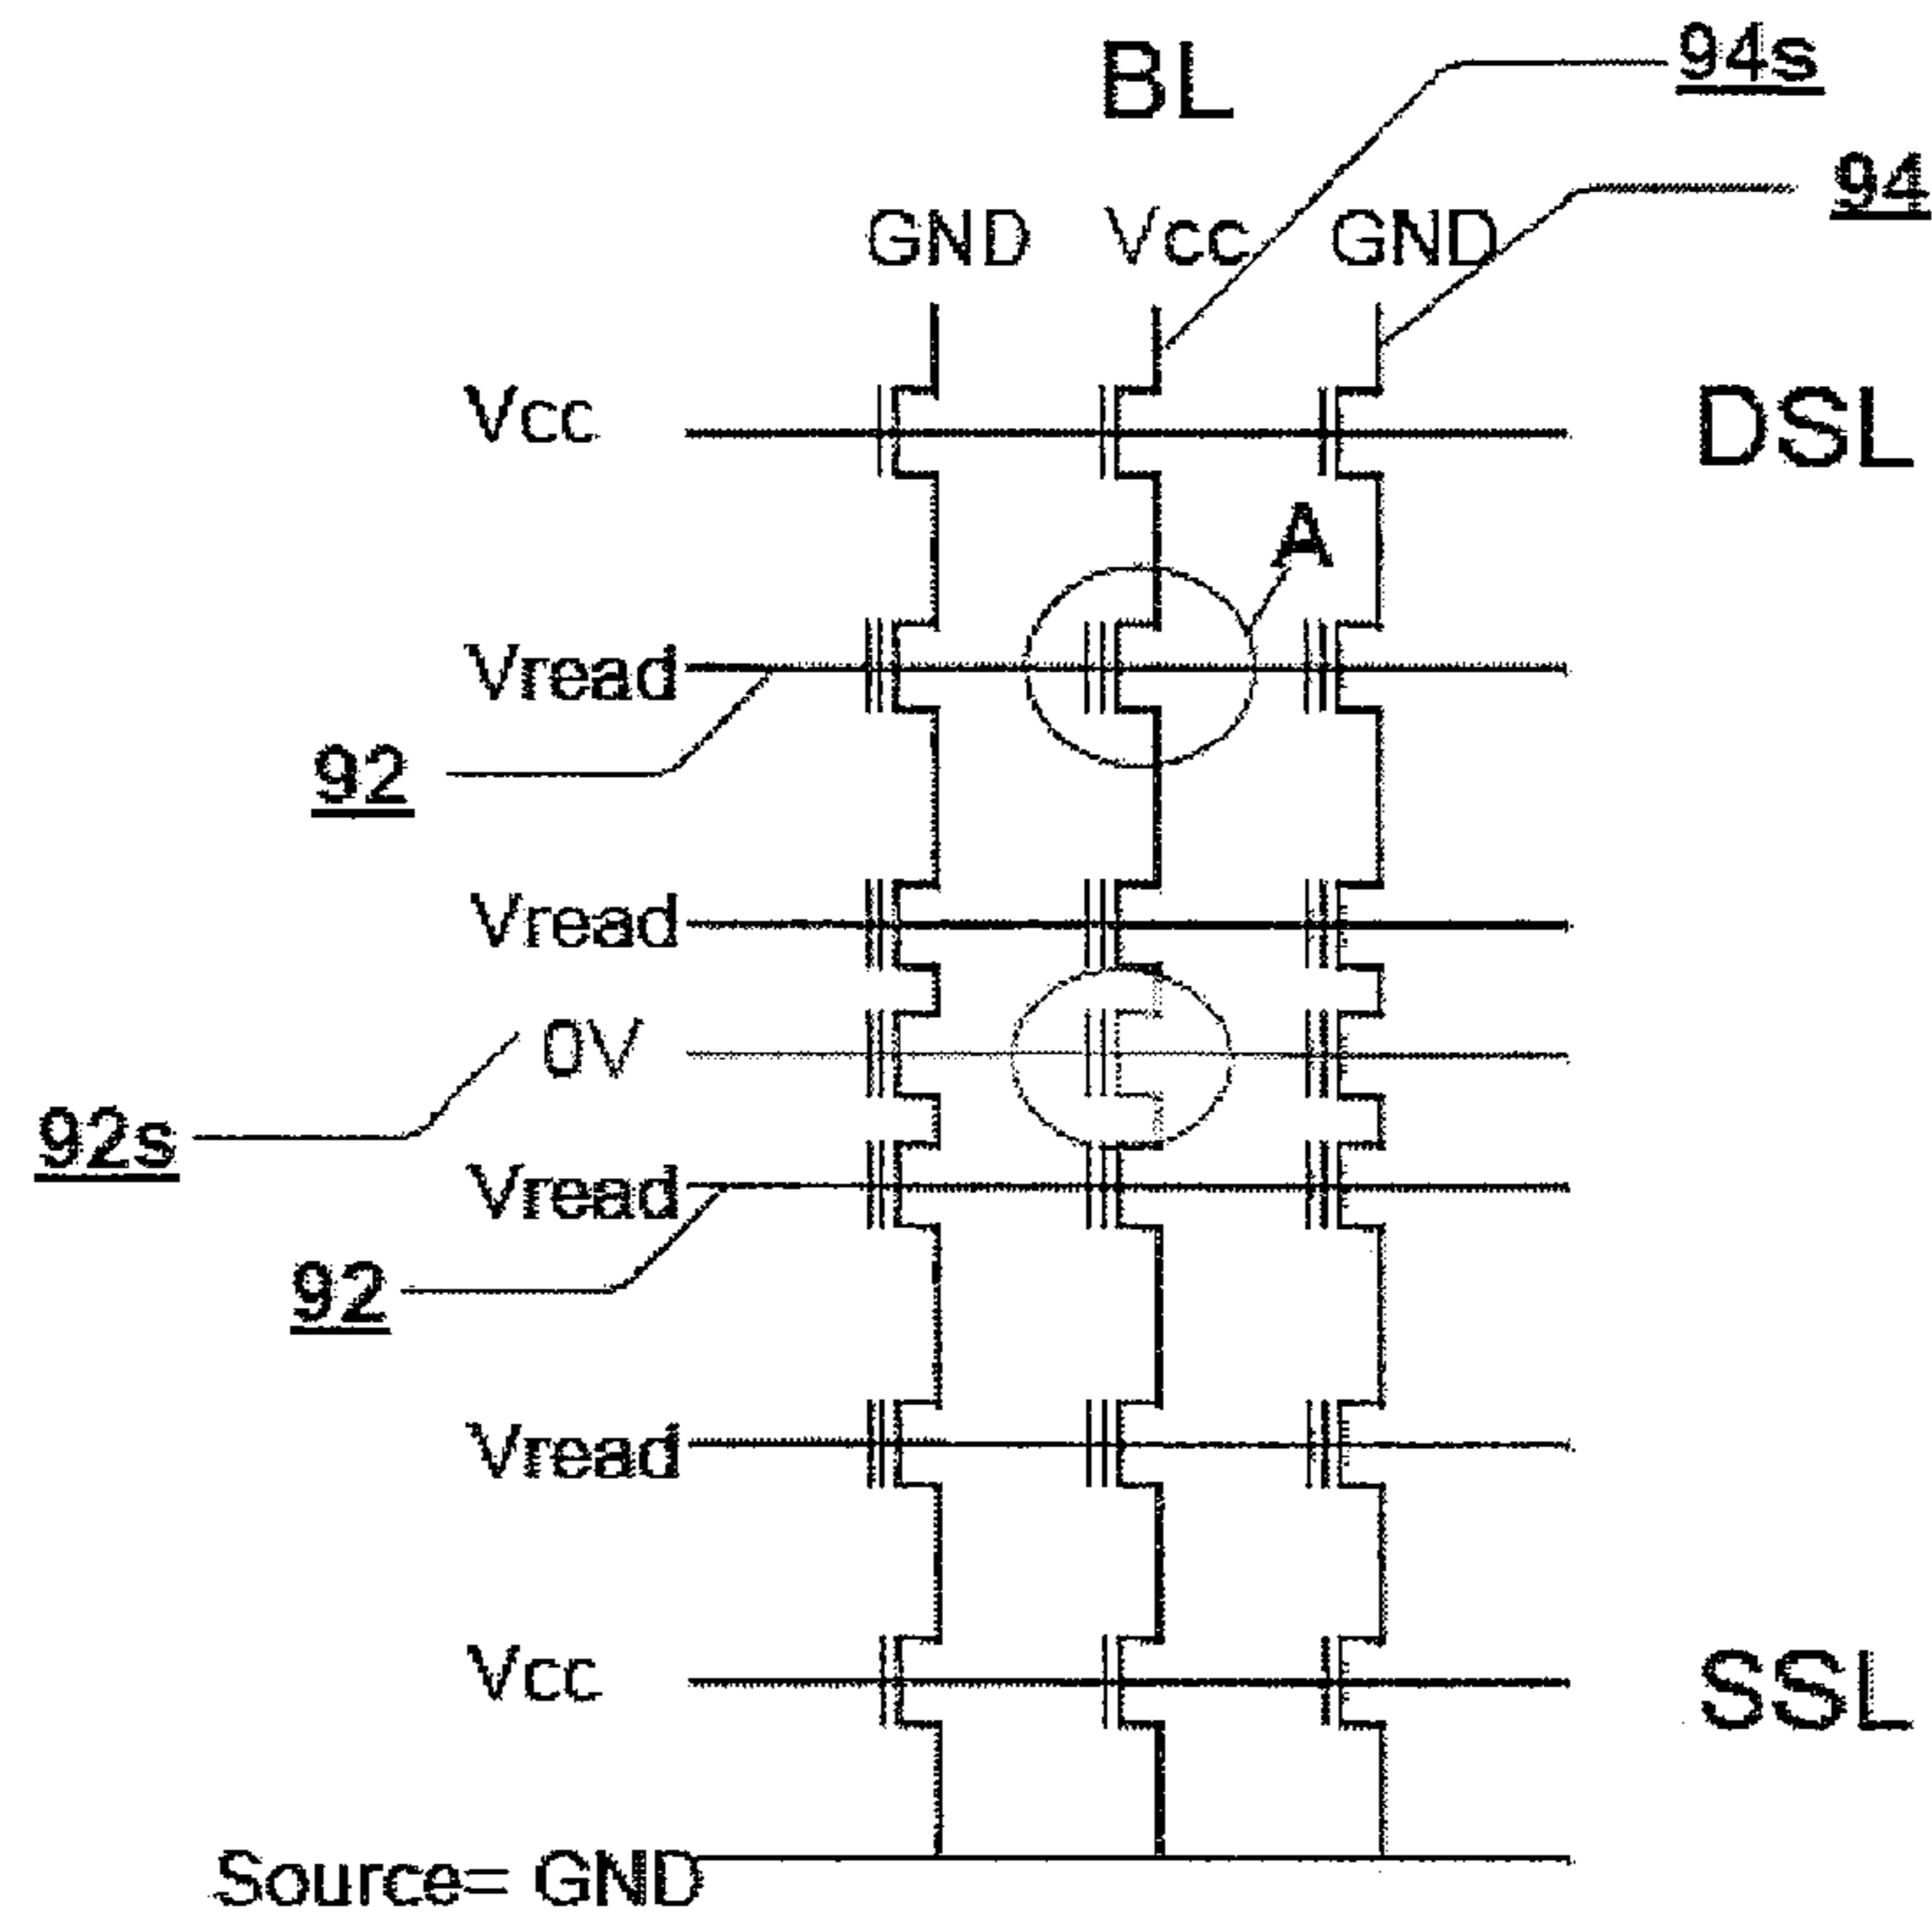 BL
94s
94
GND Vcc GND
Vcc
DSL
A
Vread
92
Vread
0V
92s
Vread
92
Vread
Vcc
SSL
Source= GND